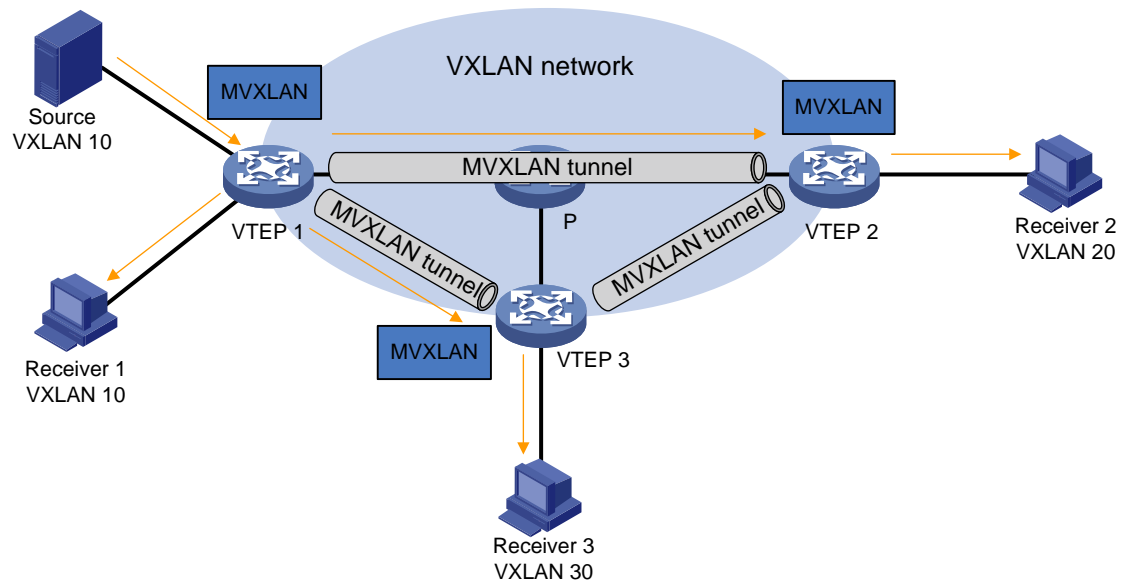 VXLAN network
MVXLAN
MVXLAN
Source
VXLAN 10
MVXLAN tunnel
VTEP 1
P
VTEP 2
Receiver 2
VXLAN 20
MVXLAN tunnel
MVXLAN tunnel
MVXLAN
VTEP 3
Receiver 1
VXLAN 10
Receiver 3
VXLAN 30